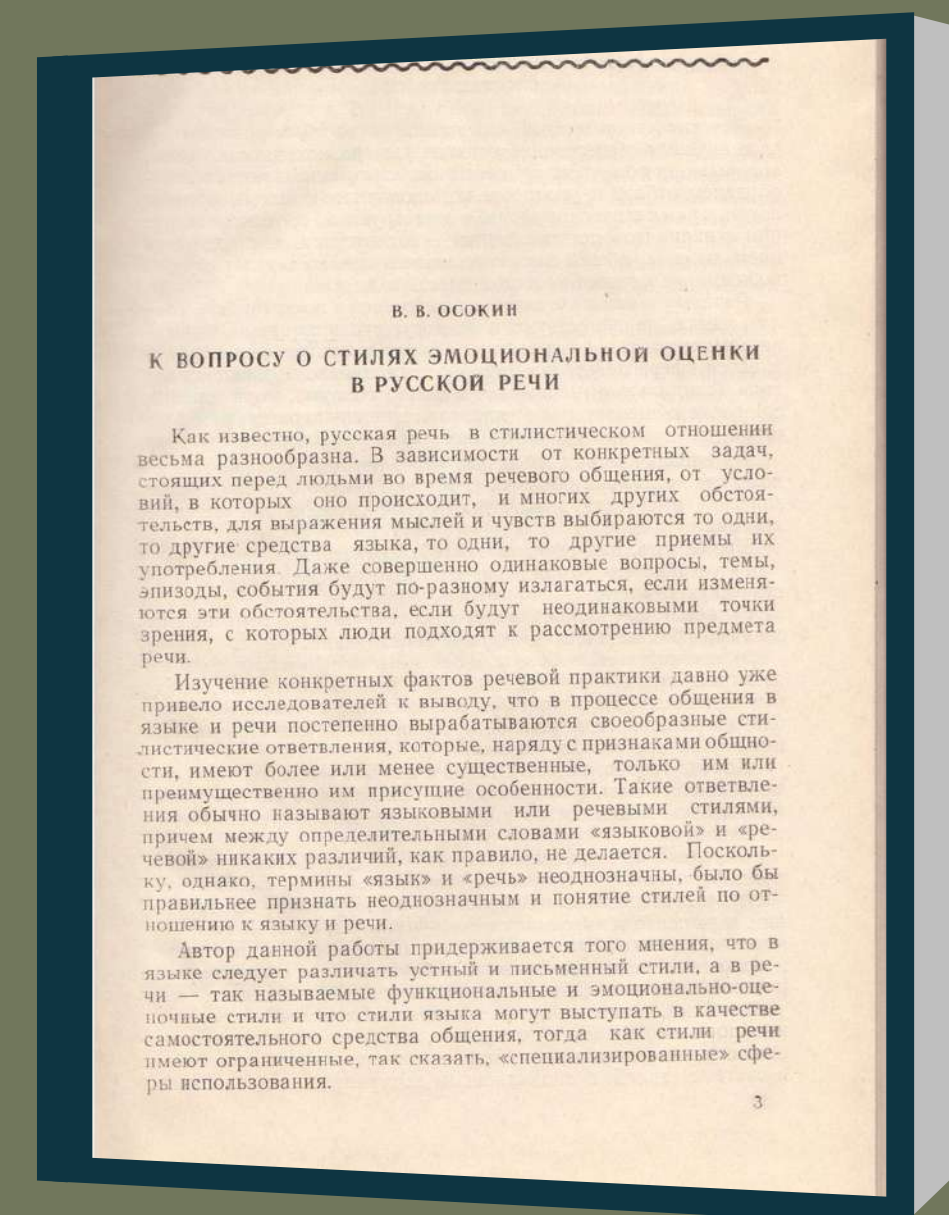 В. В. ОСОКИН
К ВОПРОСУ О СТИЛЯХ ЭМОЦИОНАЛЬНОЙ ОЦЕНКИ
В РУССКОЙ РЕЧИ
Как известно, русская речь в стилистическом отношении
весьма разнообразна. В зависимости от конкретных задач,
стоящих перед людьми во время речевого общения, от усло-
вий, в которых оно происходит, и многих других обстоя-
тельств, для выражения мыслей и чувств выбираются то одни,
то другие средства языка, то одни, то другие приемы их
употребления. Даже совершенно одинаковые вопросы, темы,
эпизоды, события будут по-разному излагаться, если изменя-
ются эти обстоятельства, если будут неодинаковыми точки
зрения, с которых люди подходят к рассмотрению предмета
речи.
Изучение конкретных фактов речевой практики давно уже
привело исследователей к выводу, что в процессе общения в
языке и речи постепенно вырабатываются своеобразные сти-
листические ответвления, которые, наряду с признаками общно-
сти, имеют более или менее существенные, только им или
преимущественно им присущие особенности. Такие ответвле-
ния обычно называют языковыми или речевыми стилями,
причем между определительными словами «языковой» и «ре-
чевой» никаких различий, как правило, не делается. Посколь-
ку, однако, термины «язык» и «речь» неоднозначны, было бы
правильнее признать неоднозначным и понятие стилей по от-
ношению к языку и речи.
Автор данной работы придерживается того мнения, что в
языке следует различать устный и письменный стили, а в ре-
чи — так называемые функциональные и эмоционально-оце-
ночные стили и что стили языка могут выступать в качестве
самостоятельного средства общения, тогда как стили речи
имеют ограниченные, так сказать, «специализированные» сфе-
ры использования.
3